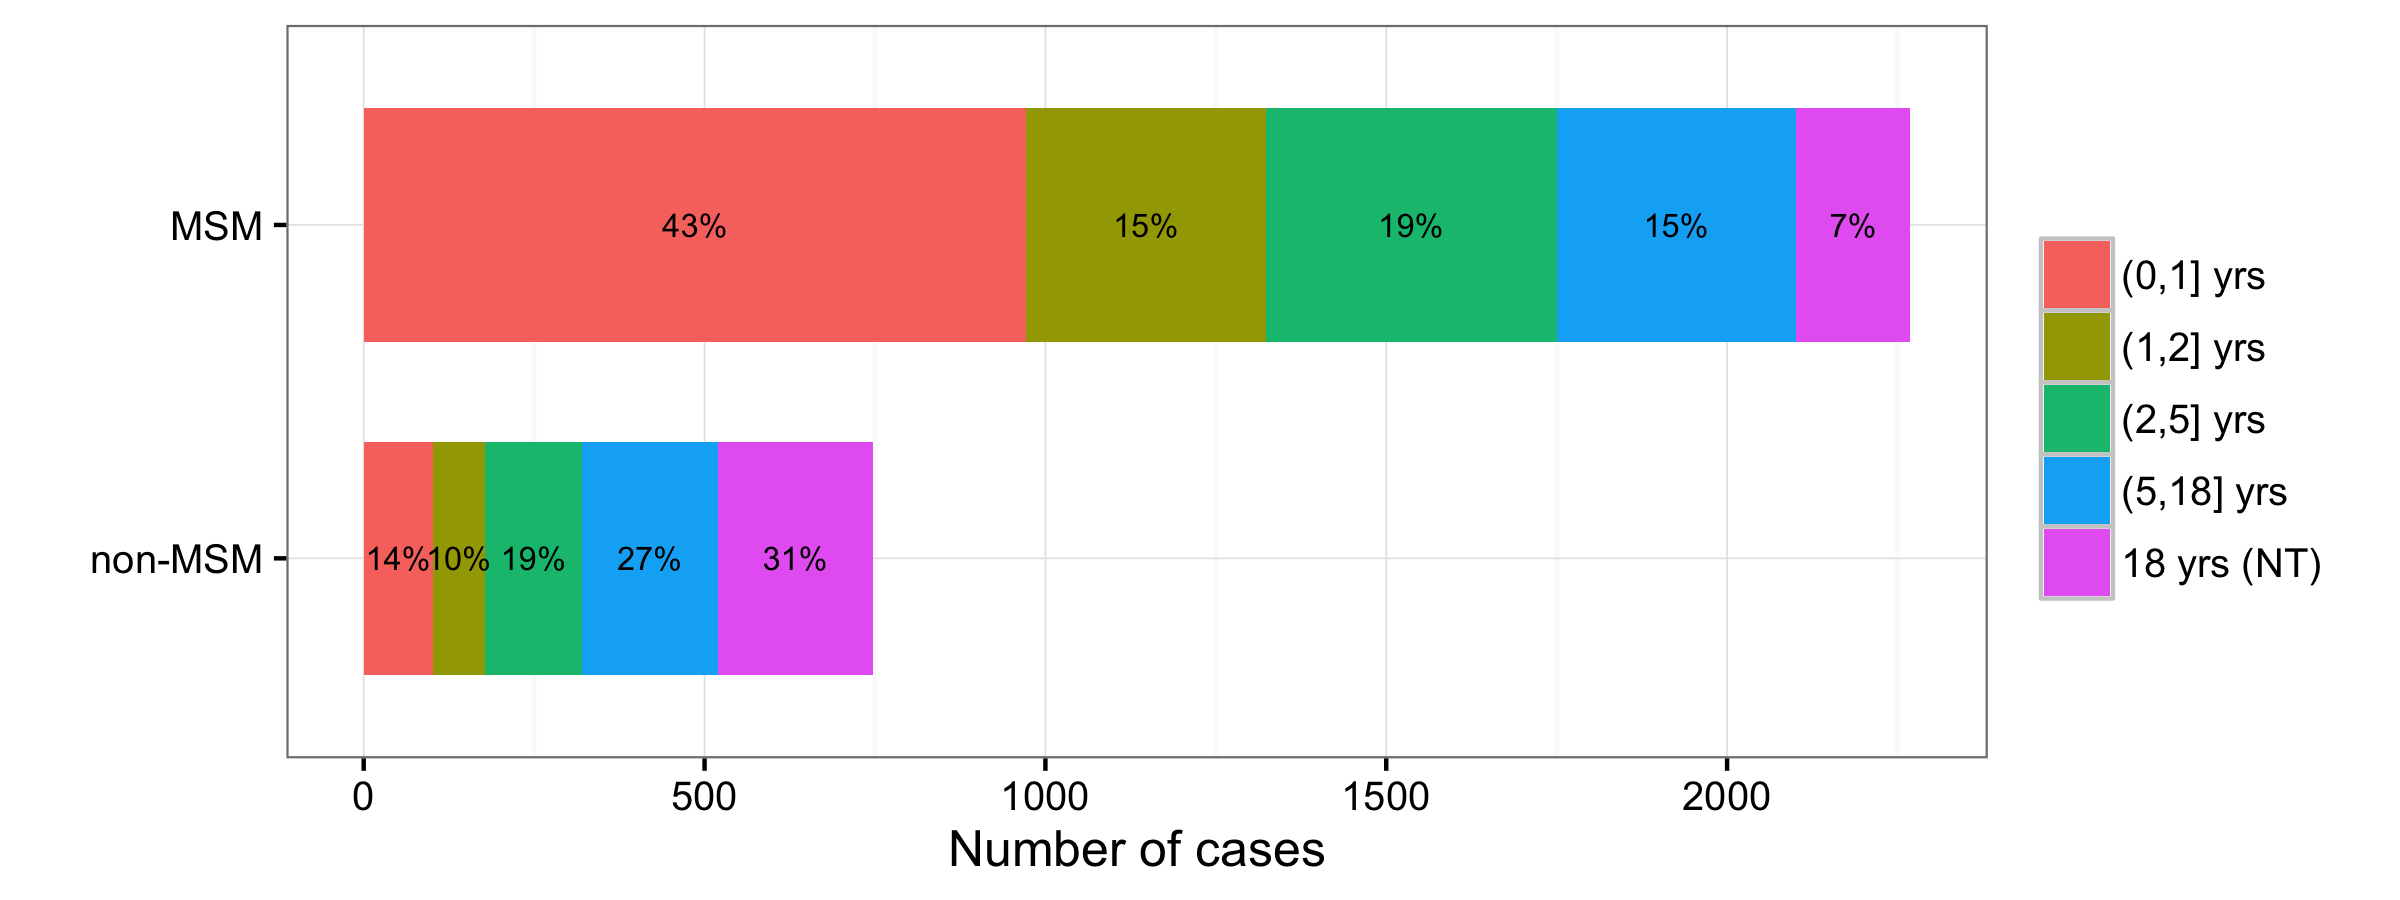 MSM
43%
15%
19%
15%
7%
non-MSM
14%
10%
19%
27%
31%
0
500
1000
1500
2000
Number of cases
(0,1] yrs
(1,2] yrs
(2,5] yrs
(5,18] yrs
18 yrs (NT)